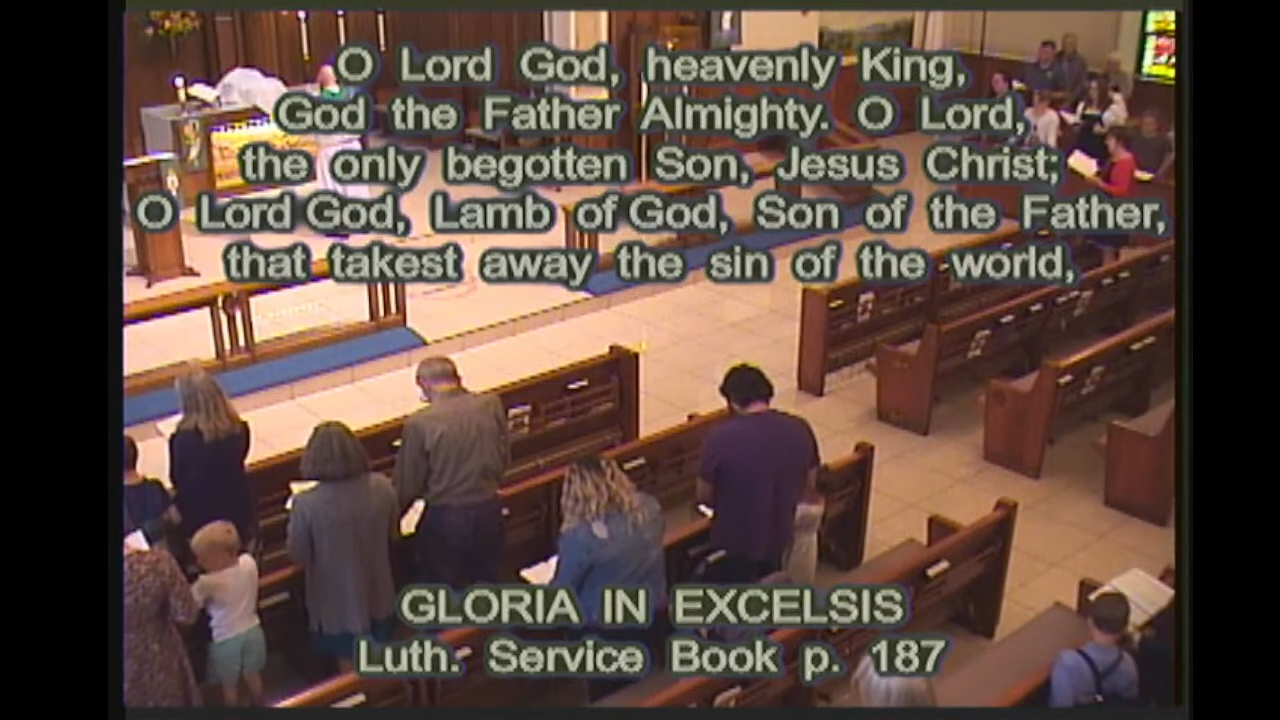 O Lord God, heavenly King,
God the Father Almighty. O Lord,
the only begotten Son, Jesus Christ;
O Lord God, Lamb of God, Son of the Father,
that takest away the sin of the world,
GLORIA IN EXCELSIS
Luth. Service Book p. 187